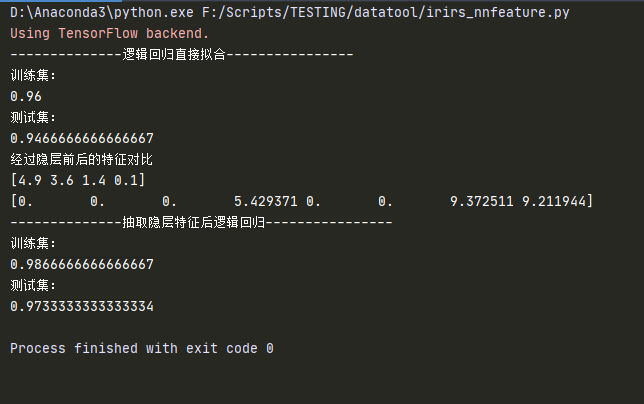 D:\Anaconda3\python.exe F:/Scripts/TESTING/datatool/irirs_nnfeature.py
Using TensorFlow backend.
--------------逻辑回归直接拟合----------------
训练集:
0.96
测试集:
0.9466666666666667
经过隐层前后的特征对比
[4.9 3.6 1.4 0.1]
[0.       0.       0.       5.429371 0.       0.       9.372511 9.211944]
--------------抽取隐层特征后逻辑回归----------------
训练集:
0.9866666666666667
测试集:
0.9733333333333334
Process finished with exit code 0